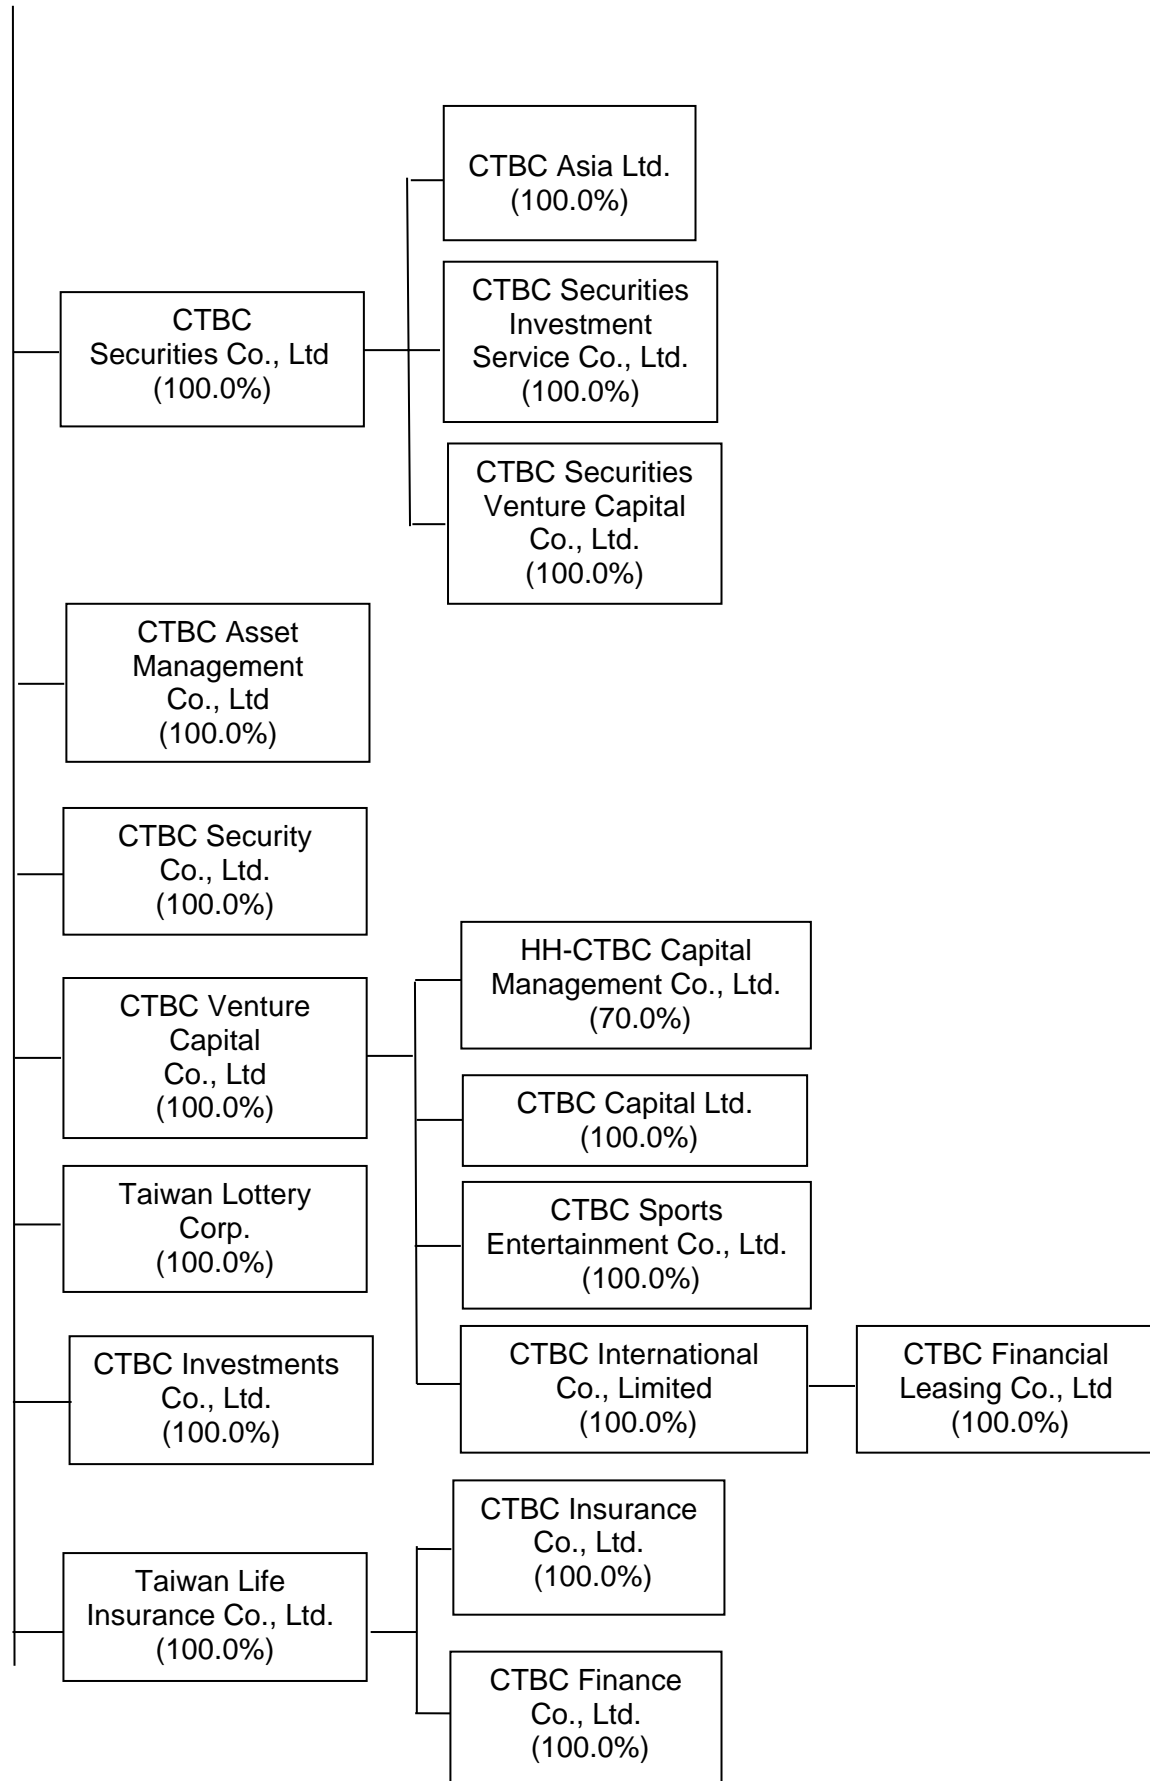 CTBC Asia Ltd.
(100.0%)
CTBC
Securities Co., Ltd
(100.0%)
CTBC Securities
Investment
Service Co., Ltd.
(100.0%)
CTBC Securities
Venture Capital
Co., Ltd.
(100.0%)
CTBC Asset
Management
Co., Ltd
(100.0%)
CTBC Security
Co., Ltd.
(100.0%)
CTBC Venture
Capital
Co., Ltd
(100.0%)
HH-CTBC Capital
Management Co., Ltd.
(70.0%)
CTBC Capital Ltd.
(100.0%)
CTBC Sports
Entertainment Co., Ltd.
(100.0%)
CTBC International
Co., Limited
(100.0%)
CTBC Financial
Leasing Co., Ltd
(100.0%)
Taiwan Lottery
Corp.
(100.0%)
CTBC Investments
Co., Ltd.
(100.0%)
Taiwan Life
Insurance Co., Ltd.
(100.0%)
CTBC Insurance
Co., Ltd.
(100.0%)
CTBC Finance
Co., Ltd.
(100.0%)